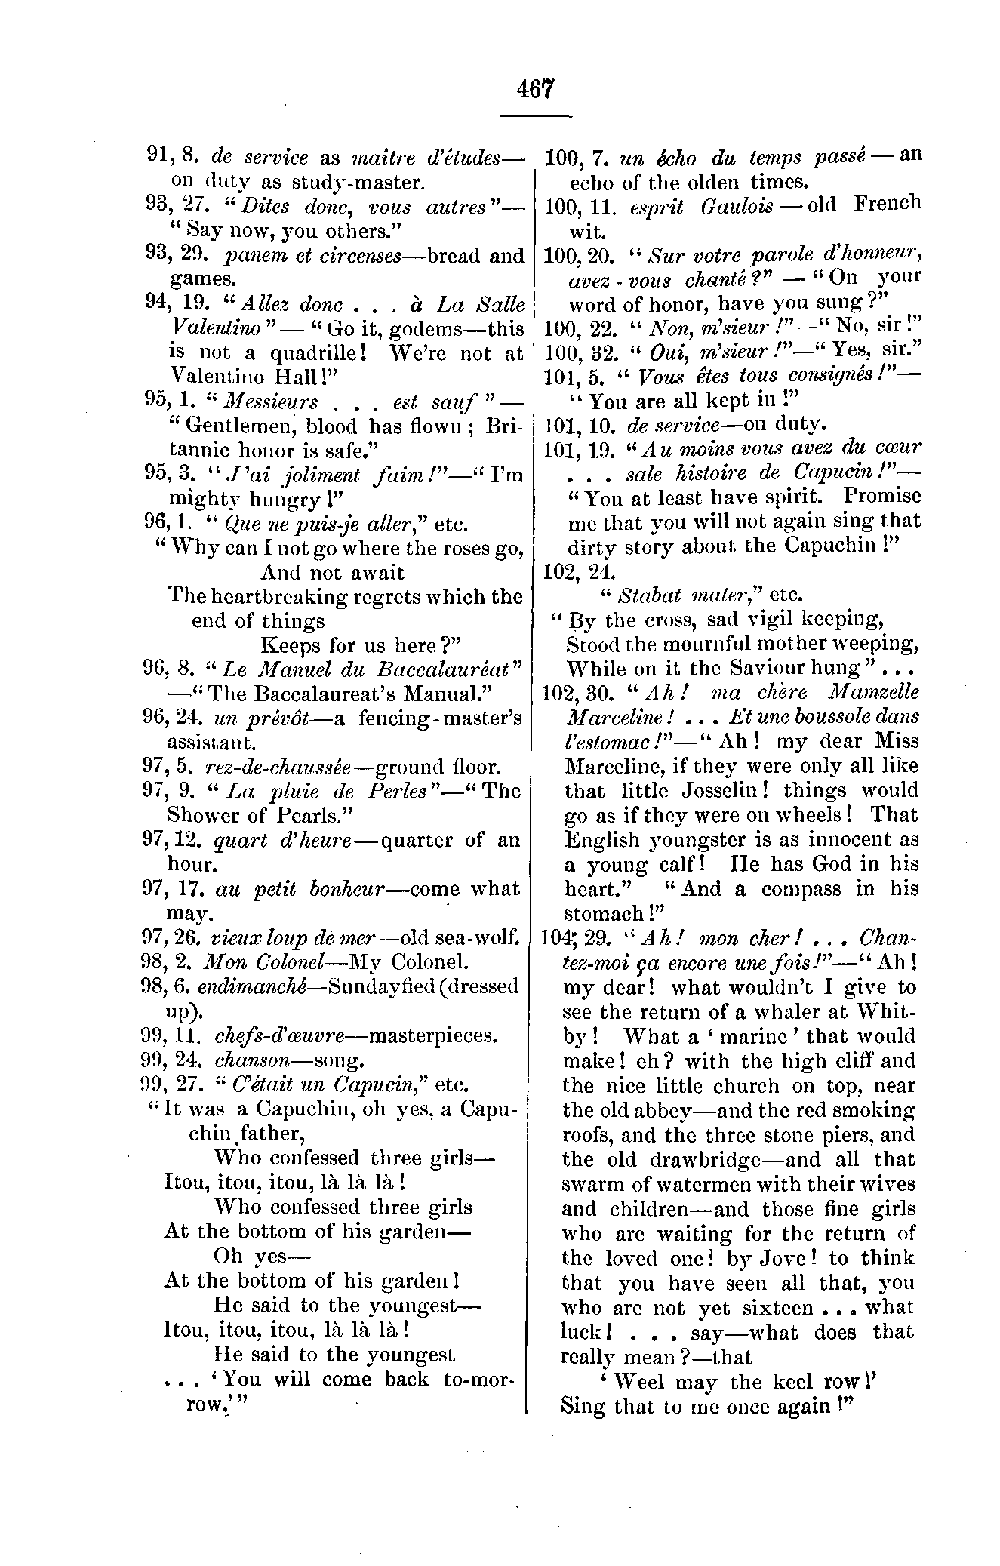 467
91, 8. de service as maître d'études—
on duty as study-master.
93, 27. “Dites donc, vous autres”—
“Say now, you others.”
93, 29. panem et circenses—bread and
games.
94, 19. “Allez donc . . . à La Salle
Valentino”—“Go it, godems—this
is not a quadrille! We're not at
Valentino Hall!”
95, 1. “Messieurs . . . est sauf”—
“Gentlemen, blood has flown; Bri-
tannic honor is safe.”
95, 3. “J'ai joliment faim!”—“I'm
mighty hungry!”
96, 1. “Que ne puis-je aller,” etc.
“Why can I not go where the roses go,
And not await
The heartbreaking regrets which the
end of things
Keeps for us here?”
96, 8. “Le Manuel du Baccalauréat”
—“The Baccalaureat's Manual.”
96, 24. un prévôt—a fencing-master's
assistant.
97, 5. rez-de-chaussée—ground floor.
97, 9. “La pluie de Perles”—“The
Shower of Pearls.”
97, 12. quart d'heure—quarter of an
hour.
97, 17. au petit bonheur—come what
may.
97, 26. vieux loup de mer—old sea-wolf.
98, 2. Mon Colonel—My Colonel.
98, 6. endimanché—Sundayfied (dressed
up).
99, 11. chefs-d'œuvre—masterpieces.
99, 24. chanson—song.
99, 27. “C'était un Capucin,” etc.
“It was a Capuchin, oh yes, a Capu-
chin father,
Who confessed three girls—
Itou, itou, itou, là là là!
Who confessed three girls
At the bottom of his garden—
Oh yes—
At the bottom of his garden!
He said to the youngest—
Itou, itou, itou, là là là!
He said to the youngest
. . . ‘You will come back to-mor-
row.’”
100, 7. un écho du temps passé—an
echo of the olden times.
100, 11. esprit Gaulois—old French
wit.
100, 20. “Sur votre parole d'honneur,
avez-vous chanté?” — “On your
word of honor, have you sung?”
100, 22. “Non, m'sieur!”—“No, sir!”
100, 32. “Oui, m'sieur!”—“Yes, sir.”
101, 5. “Vous êtes tous consignés!”—
“You are all kept in!”
101, 10. de service—on duty.
101, 19. “Au moins vous avez du cœur
. . . sale histoire de Capucin!”—
“You at least have spirit. Promise
me that you will not again sing that
dirty story about the Capuchin!”
102, 24.
“Stabat mater,” etc.
“By the cross, sad vigil keeping,
Stood the mournful mother weeping,
While on it the Saviour hung” . . .
102, 30. “Ah! ma chère Mamzelle
Marceline! . . . Et une boussole dans
l'estomac!”—“Ah! my dear Miss
Marceline, if they were only all like
that little Josselin! things would
go as if they were on wheels! That
English youngster is as innocent as
a young calf! He has God in his
heart.” “And a compass in his
stomach!”
104, 29. “Ah! mon cher! . . . Chan-
tez-moi ça encore une fois!”—“Ah!
my dear! what wouldn't I give to
see the return of a whaler at Whit-
by! What a ‘marine’ that would
make! eh? with the high cliff and
the nice little church on top, near
the old abbey—and the red smoking
roofs, and the three stone piers, and
the old drawbridge—and all that
swarm of watermen with their wives
and children—and those fine girls
who are waiting for the return of
the loved one! by Jove! to think
that you have seen all that, you
who are not yet sixteen . . . what
luck! . . . say—what does that
really mean?—that
‘Weel may the keel row!’
Sing that to me once again!”